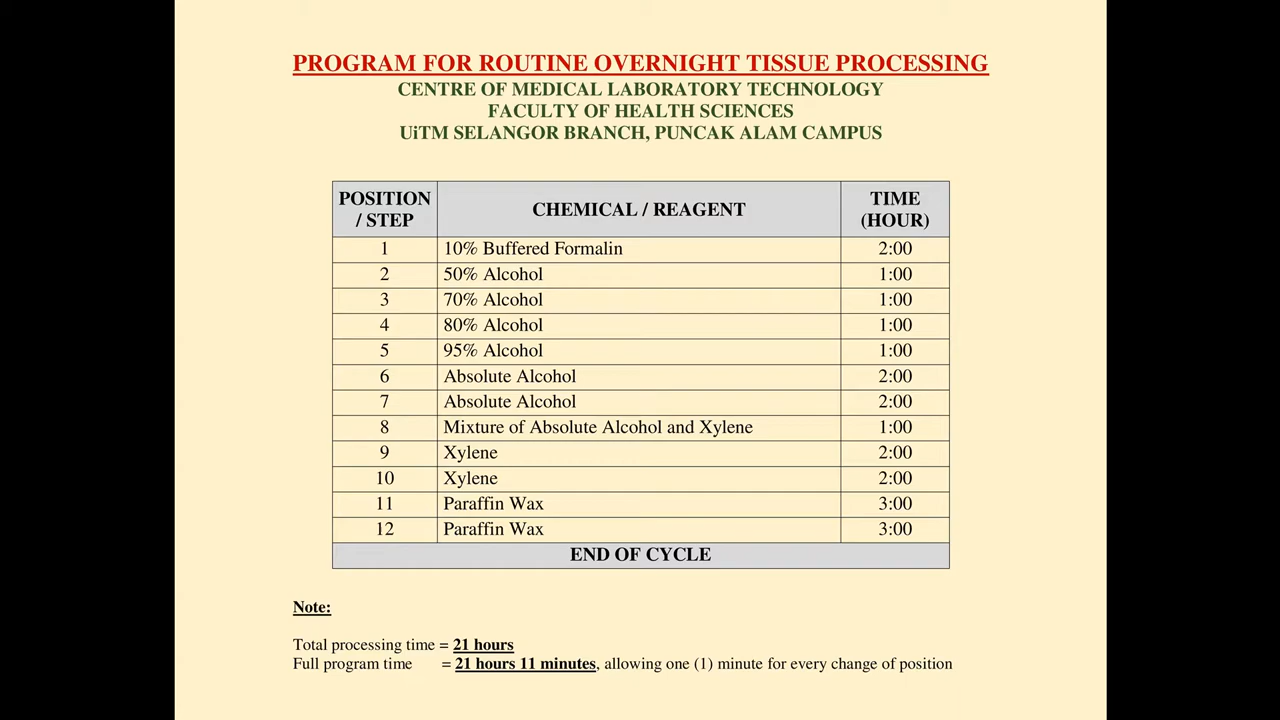 PROGRAM FOR ROUTINE OVERNIGHT TISSUE PROCESSING
CENTRE OF MEDICAL LABORATORY TECHNOLOGY
FACULTY OF HEALTH SCIENCES
UiTM SELANGOR BRANCH, PUNCAK ALAM CAMPUS
POSITION / STEP CHEMICAL / REAGENT TIME (HOUR)
1 10% Buffered Formalin 2:00
2 50% Alcohol 1:00
3 70% Alcohol 1:00
4 80% Alcohol 1:00
5 95% Alcohol 1:00
6 Absolute Alcohol 2:00
7 Absolute Alcohol 2:00
8 Mixture of Absolute Alcohol and Xylene 1:00
9 Xylene 2:00
10 Xylene 2:00
11 Paraffin Wax 3:00
12 Paraffin Wax 3:00
END OF CYCLE
Note:
Total processing time = 21 hours
Full program time = 21 hours 11 minutes, allowing one (1) minute for every change of position